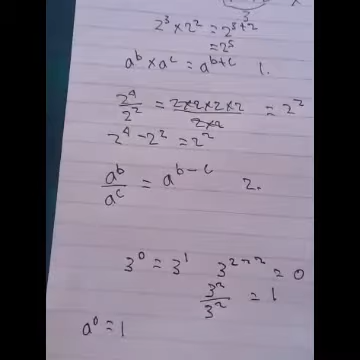 2³ × 2² = 2³⁺²
= 2⁵
aᵇ × aᶜ = aᵇ⁺ᶜ 1.
2⁴/2² = 2×2×2×2/2×2 = 2²
2⁴ − 2² = 2²
aᵇ/aᶜ = aᵇ⁻ᶜ 2.
3⁰ = 3¹ 3²⁻² = 0
3²/3² = 1
a⁰ = 1